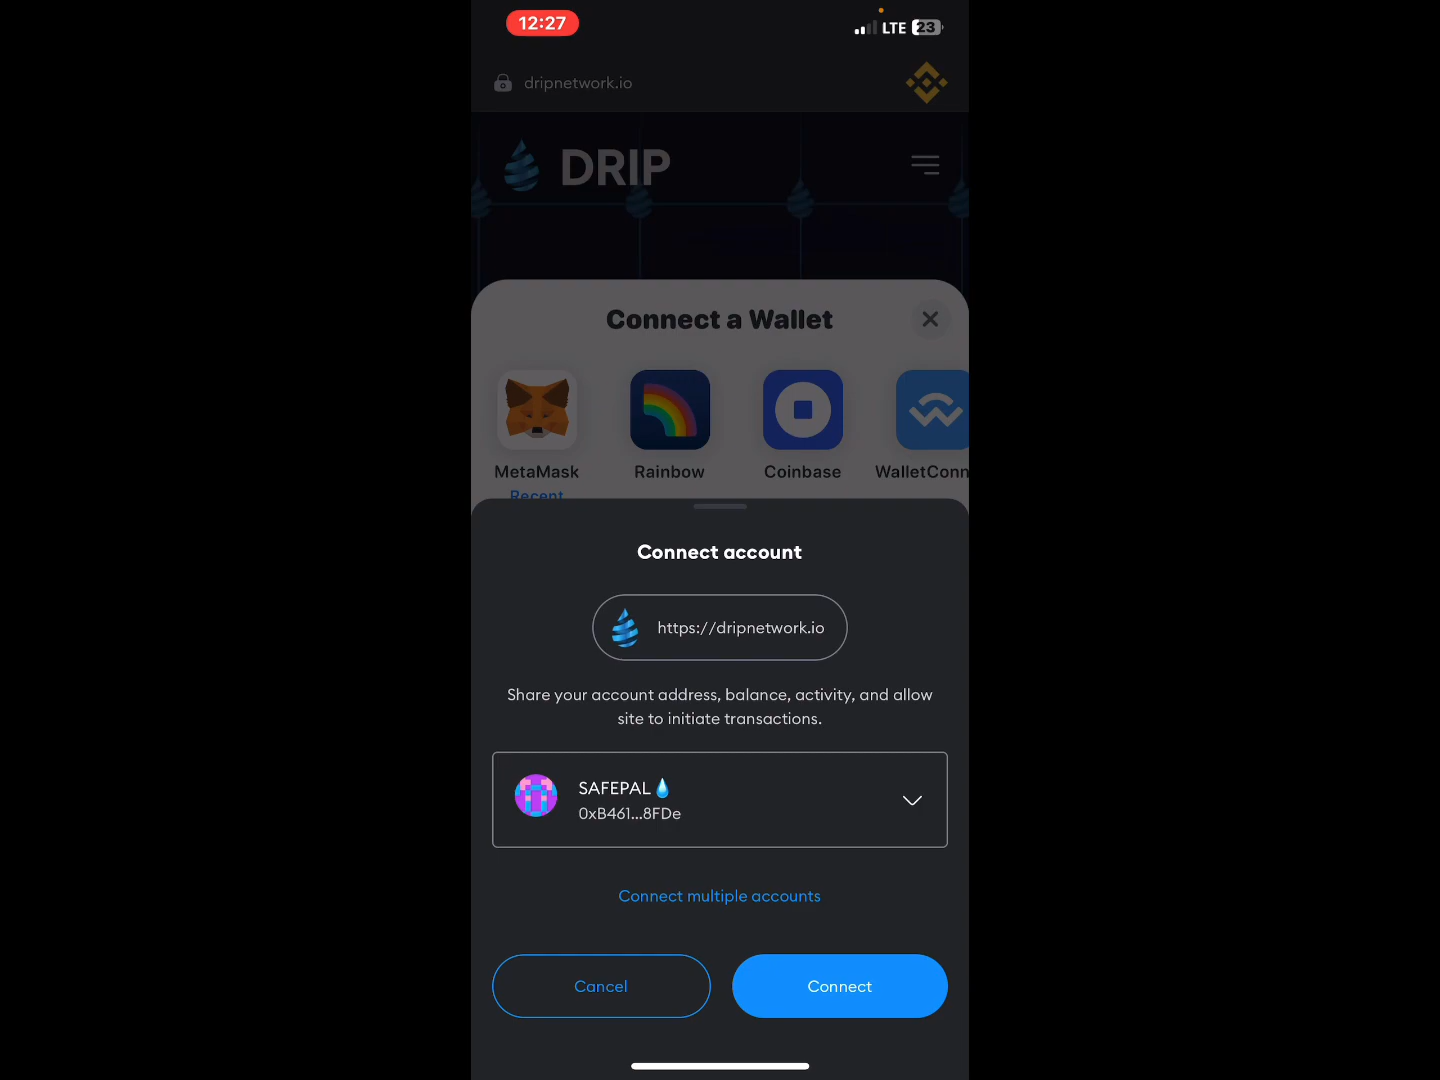 12:27
LTE 23
dripnetwork.io
DRIP
Connect a Wallet
MetaMask Rainbow Coinbase WalletConn
Recent
Connect account
https://dripnetwork.io
Share your account address, balance, activity, and allow
site to initiate transactions.
SAFEPAL💧
0xB461...8FDe
Connect multiple accounts
Cancel Connect